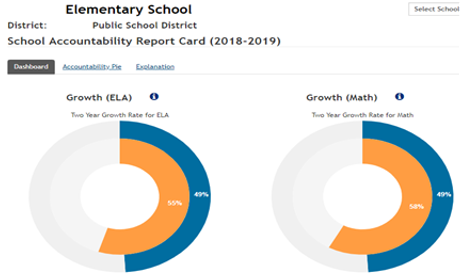 Elementary School
Select School
District: Public School District
School Accountability Report Card (2018-2019)
Dashboard Accountability Pie Explanation
Growth (ELA) i Growth (Math) i
Two Year Growth Rate for ELA Two Year Growth Rate for Math
49% 49%
55% 58%